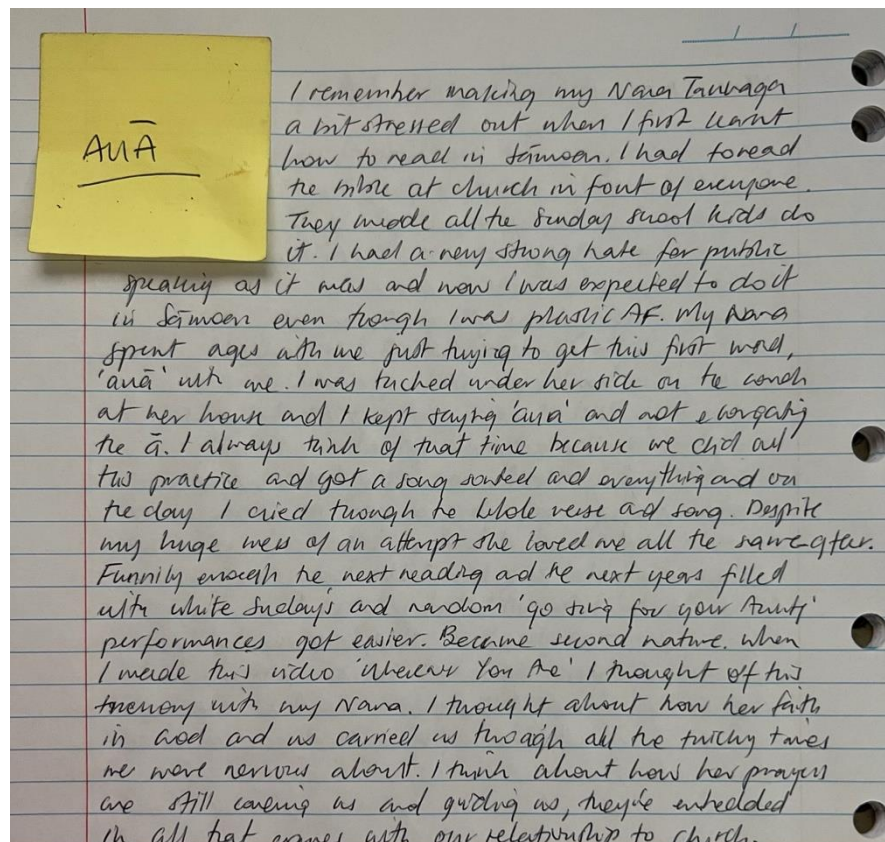 AUĀ
I remember making my Nana Taubaga
a bit stressed out when I first learnt
how to read in Sāmoan. I had to read
the bible at church in font of everyone.
They made all the Sunday school kids do
it. I had a very strong hate for public
speaking as it was and now I was expected to do it
in Sāmoan even though I was plastic AF. My Nana
spent ages with me just trying to get this first word,
'auā' with me. I was tucked under her side on the couch
at her house and I kept saying 'aua' and not elongating
the ā. I always think of that time because we did all
this practice and got a song sorted and everything and on
the day I cried through the whole verse and song. Despite
my huge mess of an attempt she loved me all the same after.
Funnily enough the next reading and the next years filled
with white Sundays and random 'go sing for your Aunty'
performances got easier. Became second nature. When
I made this video 'Wherever You Are' I thought of this
memory with my Nana. I thought about how her faith
in God and us carried us through all the tricky times
we were nervous about. I think about how her prayers
are still covering us and guiding us, they're embedded
in all that comes with our relationship to church.